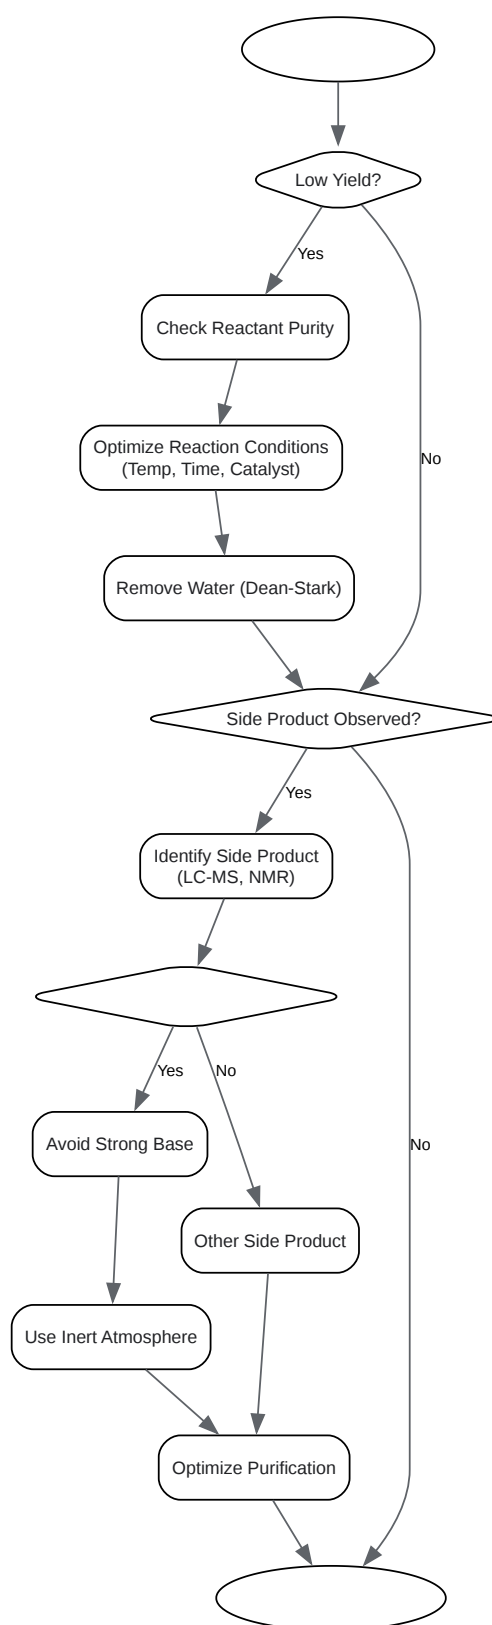 Low Yield?
Yes
Check Reactant Purity
Optimize Reaction Conditions
(Temp, Time, Catalyst)
No
Remove Water (Dean-Stark)
Side Product Observed?
Yes
Identify Side Product
(LC-MS, NMR)
Yes
No
Avoid Strong Base
No
Other Side Product
Use Inert Atmosphere
Optimize Purification